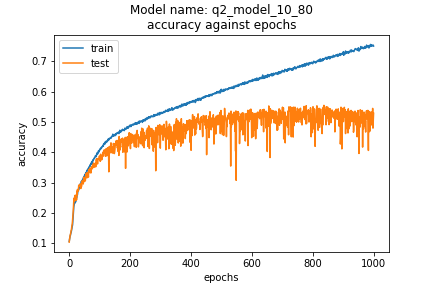 Model name: q2_model_10_80
accuracy against epochs
train
test
accuracy
0.7
0.6
0.5
0.4
0.3
0.2
0.1
0
200
400
600
800
1000
epochs